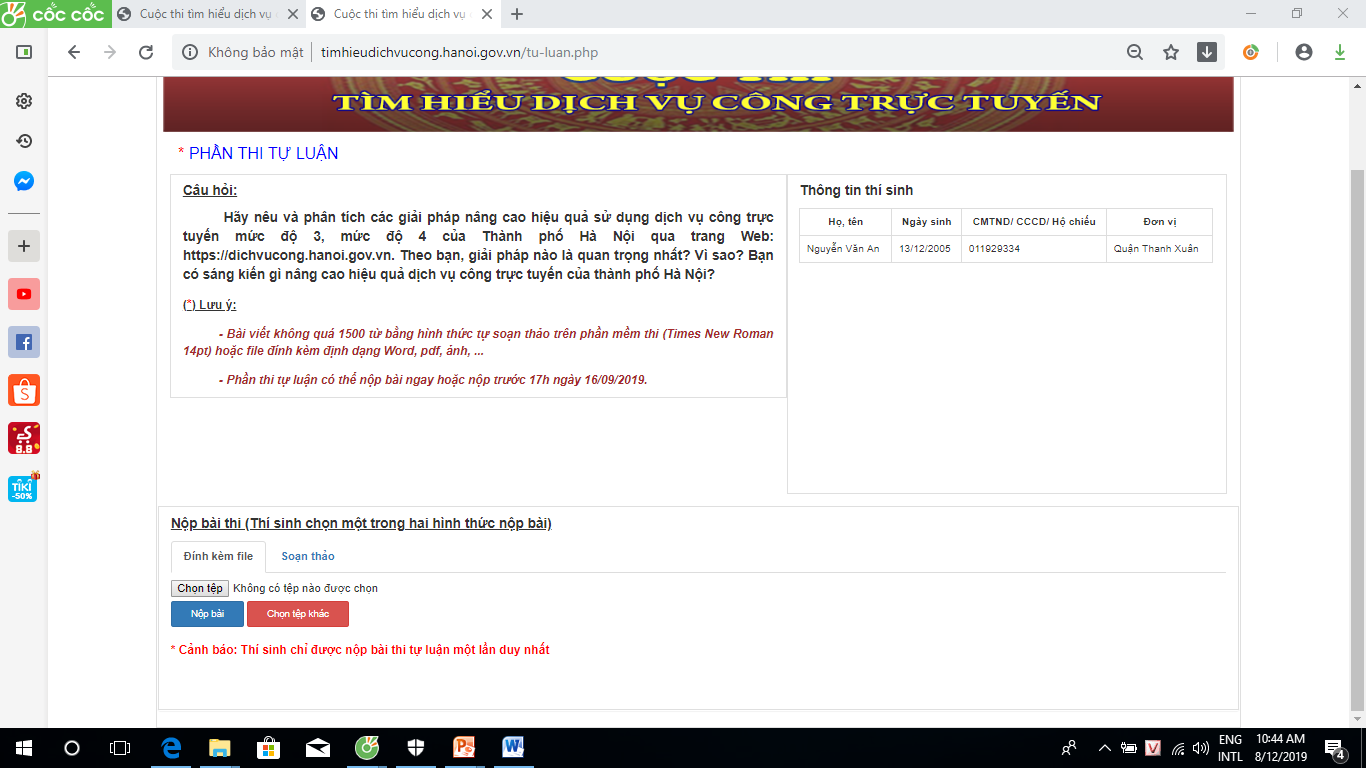 cốc cốc
Cuộc thi tìm hiểu dịch vụ
Cuộc thi tìm hiểu dịch vụ
Không bảo mật
timhieudichvucong.hanoi.gov.vn/tu-luan.php
TÌM HIỂU DỊCH VỤ CÔNG TRỰC TUYẾN
* PHẦN THI TỰ LUẬN
Câu hỏi:
Hãy nêu và phân tích các giải pháp nâng cao hiệu quả sử dụng dịch vụ công trực
tuyến mức độ 3, mức độ 4 của Thành phố Hà Nội qua trang Web:
https://dichvucong.hanoi.gov.vn. Theo bạn, giải pháp nào là quan trọng nhất? Vì sao? Bạn
có sáng kiến gì nâng cao hiệu quả dịch vụ công trực tuyến của thành phố Hà Nội?
(*) Lưu ý:
- Bài viết không quá 1500 từ bằng hình thức tự soạn thảo trên phần mềm thi (Times New Roman
14pt) hoặc file đính kèm định dạng Word, pdf, ảnh, ...
- Phần thi tự luận có thể nộp bài ngay hoặc nộp trước 17h ngày 16/09/2019.
Thông tin thí sinh
Họ, tên Ngày sinh CMTND/ CCCD/ Hộ chiếu Đơn vị
Nguyễn Văn An 13/12/2005 011929334 Quận Thanh Xuân
Nộp bài thi (Thí sinh chọn một trong hai hình thức nộp bài)
Đính kèm file Soạn thảo
Chọn tệp Không có tệp nào được chọn
Nộp bài Chọn tệp khác
* Cảnh báo: Thí sinh chỉ được nộp bài thi tự luận một lần duy nhất
8.8
TIKI
-50%
ENG
INTL
10:44 AM
8/12/2019
4